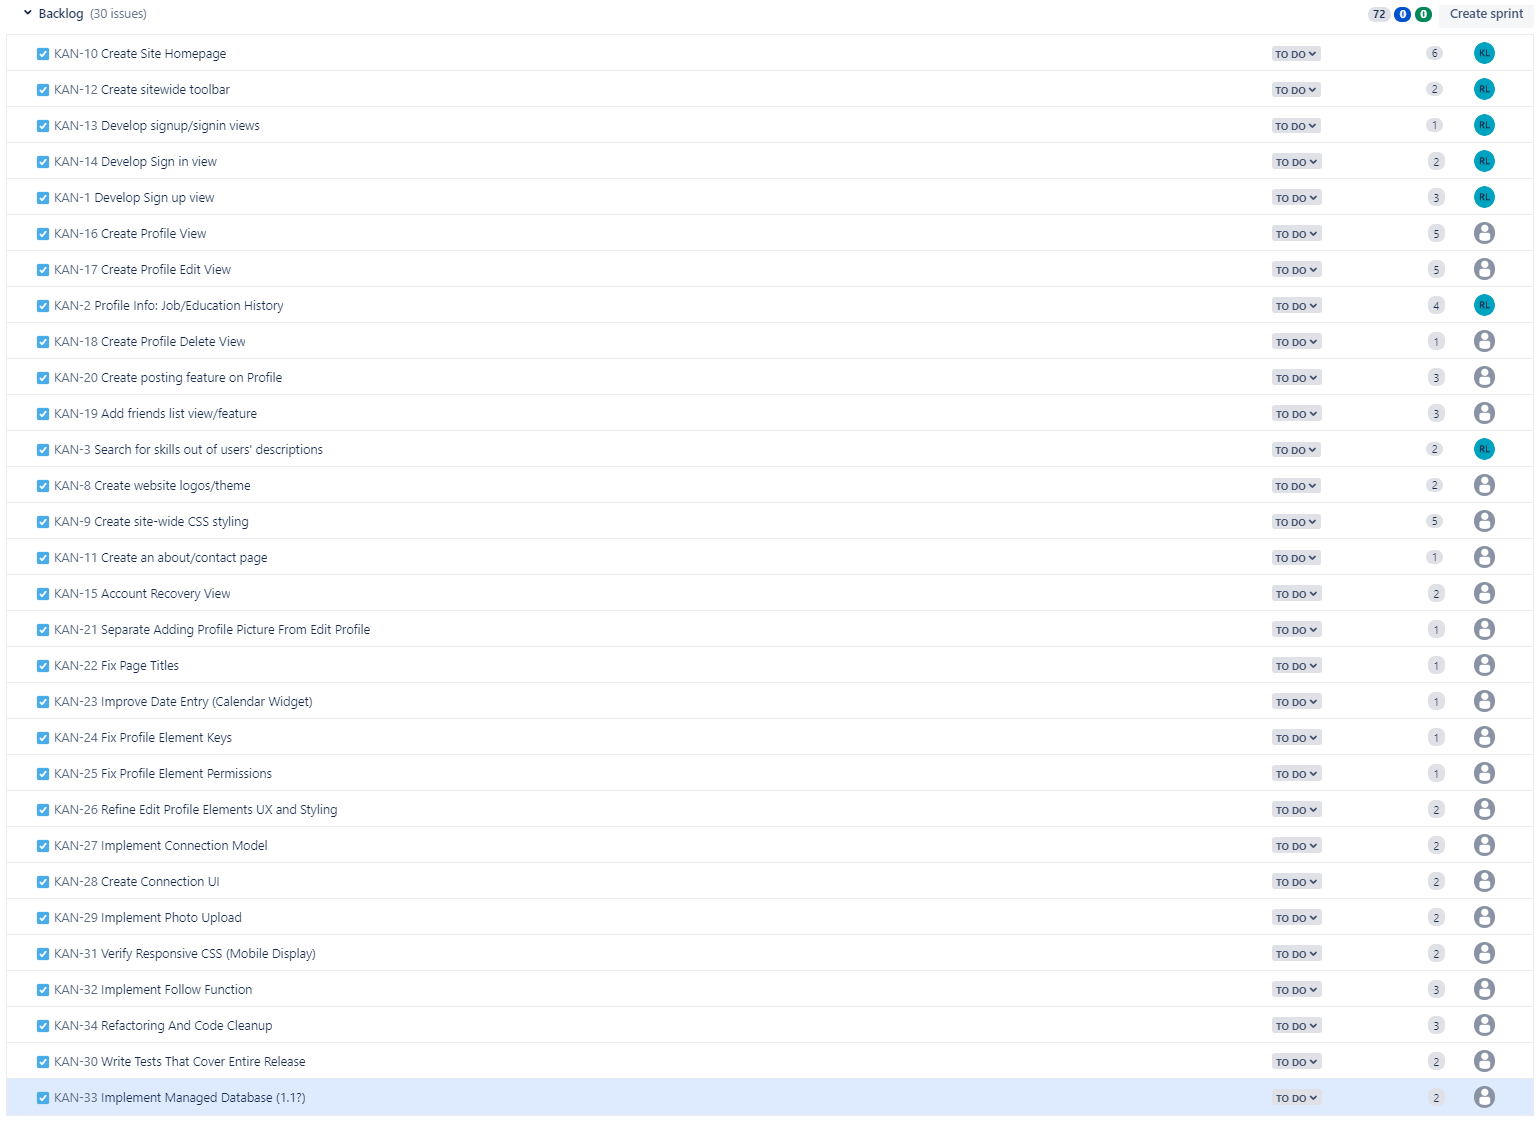 Backlog (30 issues) 72 0 0 Create sprint
KAN-10 Create Site Homepage TO DO 6 KL
KAN-12 Create sitewide toolbar TO DO 2 RL
KAN-13 Develop signup/signin views TO DO 1 RL
KAN-14 Develop Sign in view TO DO 2 RL
KAN-1 Develop Sign up view TO DO 3 RL
KAN-16 Create Profile View TO DO 5
KAN-17 Create Profile Edit View TO DO 5
KAN-2 Profile Info: Job/Education History TO DO 4 RL
KAN-18 Create Profile Delete View TO DO 1
KAN-20 Create posting feature on Profile TO DO 3
KAN-19 Add friends list view/feature TO DO 3
KAN-3 Search for skills out of users' descriptions TO DO 2 RL
KAN-8 Create website logos/theme TO DO 2
KAN-9 Create site-wide CSS styling TO DO 5
KAN-11 Create an about/contact page TO DO 1
KAN-15 Account Recovery View TO DO 2
KAN-21 Separate Adding Profile Picture From Edit Profile TO DO 1
KAN-22 Fix Page Titles TO DO 1
KAN-23 Improve Date Entry (Calendar Widget) TO DO 1
KAN-24 Fix Profile Element Keys TO DO 1
KAN-25 Fix Profile Element Permissions TO DO 1
KAN-26 Refine Edit Profile Elements UX and Styling TO DO 2
KAN-27 Implement Connection Model TO DO 2
KAN-28 Create Connection UI TO DO 2
KAN-29 Implement Photo Upload TO DO 2
KAN-31 Verify Responsive CSS (Mobile Display) TO DO 2
KAN-32 Implement Follow Function TO DO 3
KAN-34 Refactoring And Code Cleanup TO DO 3
KAN-30 Write Tests That Cover Entire Release TO DO 2
KAN-33 Implement Managed Database (1.1?) TO DO 2